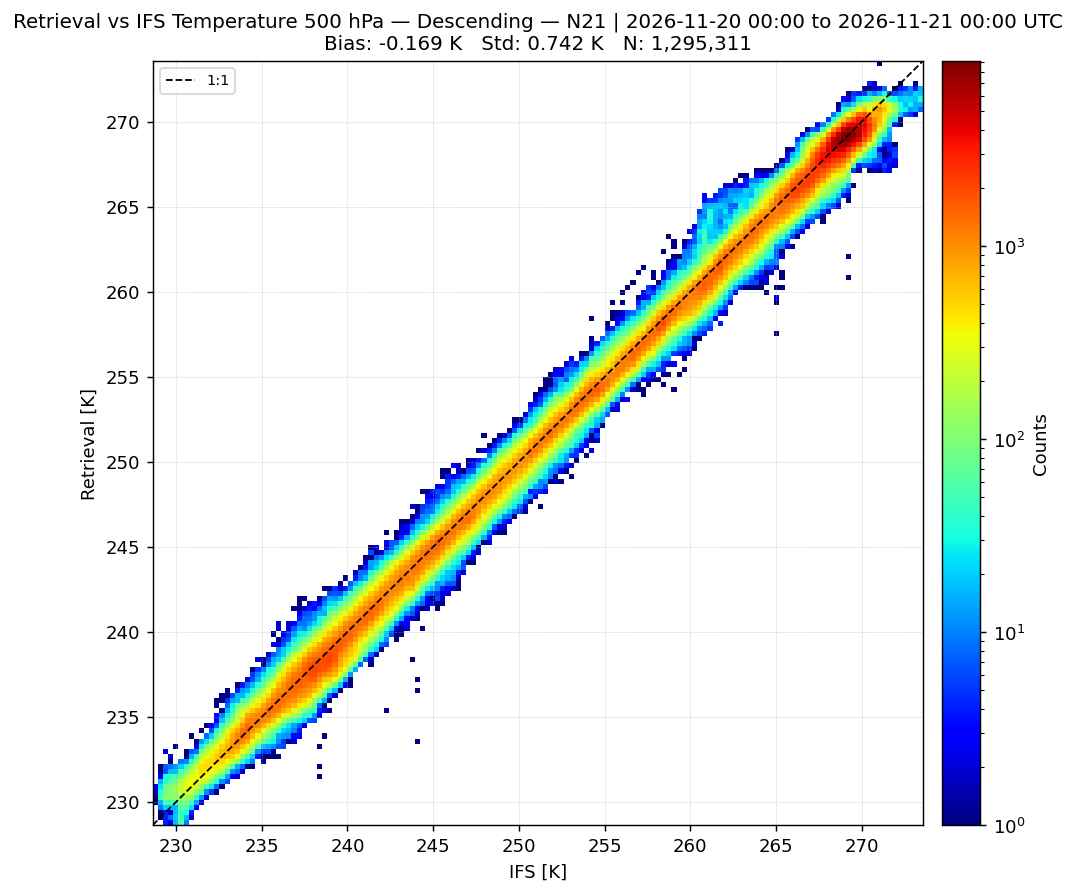 Retrieval vs IFS Temperature 500 hPa — Descending — N21 | 2026-11-20 00:00 to 2026-11-21 00:00 UTC
Bias: -0.169 K   Std: 0.742 K   N: 1,295,311
1:1
270
265
260
255
250
245
240
235
230
Retrieval [K]
230 235 240 245 250 255 260 265 270
IFS [K]
10³
10²
10¹
10⁰
Counts